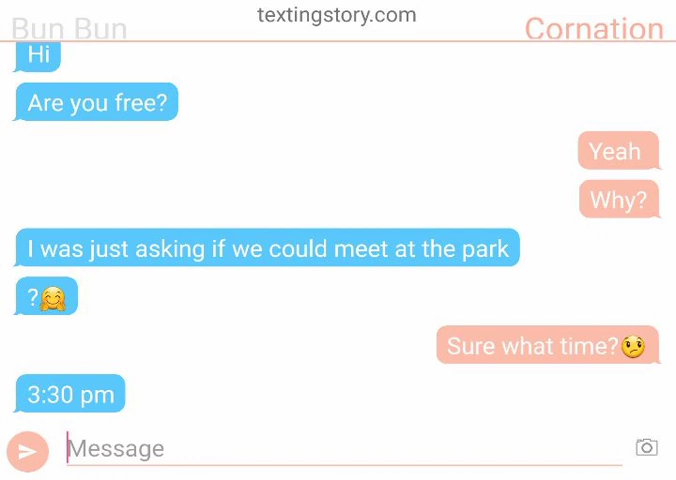 textingstory.com
Bun Bun
Cornation
Hi
Are you free?
Yeah
Why?
I was just asking if we could meet at the park
?🤗
Sure what time?🤨
3:30 pm
Message